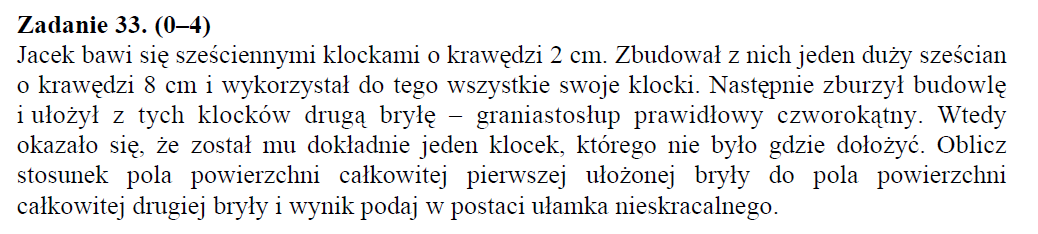 Zadanie 33. (0–4)
Jacek bawi się sześciennymi klockami o krawędzi 2 cm. Zbudował z nich jeden duży sześcian
o krawędzi 8 cm i wykorzystał do tego wszystkie swoje klocki. Następnie zburzył budowlę
i ułożył z tych klocków drugą bryłę – graniastosłup prawidłowy czworokątny. Wtedy
okazało się, że został mu dokładnie jeden klocek, którego nie było gdzie dołożyć. Oblicz
stosunek pola powierzchni całkowitej pierwszej ułożonej bryły do pola powierzchni
całkowitej drugiej bryły i wynik podaj w postaci ułamka nieskracalnego.